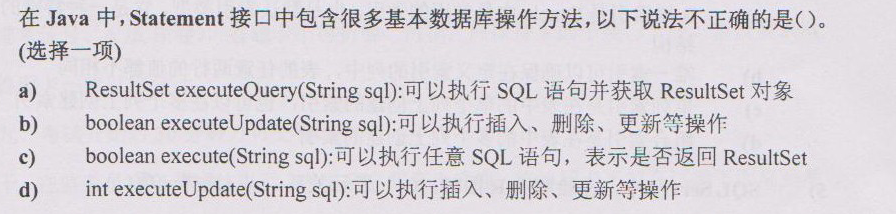 在 Java 中，Statement 接口中包含很多基本数据库操作方法，以下说法不正确的是()。
(选择一项)
a) ResultSet executeQuery(String sql):可以执行 SQL 语句并获取 ResultSet 对象
b) boolean executeUpdate(String sql):可以执行插入、删除、更新等操作
c) boolean execute(String sql):可以执行任意 SQL 语句，表示是否返回 ResultSet
d) int executeUpdate(String sql):可以执行插入、删除、更新等操作